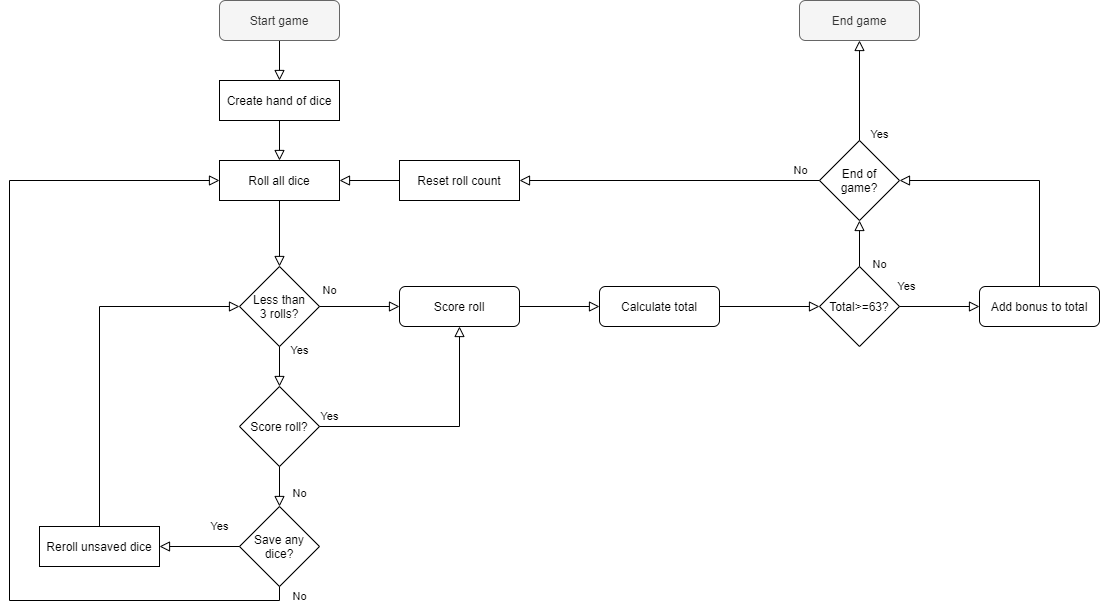 Start game
End game
Create hand of dice
Yes
Roll all dice
Reset roll count
No
End of
game?
No
Yes
Less than
3 rolls?
No
Score roll
Calculate total
Total>=63?
Add bonus to total
Yes
Score roll?
Yes
No
Yes
Save any
dice?
Reroll unsaved dice
No